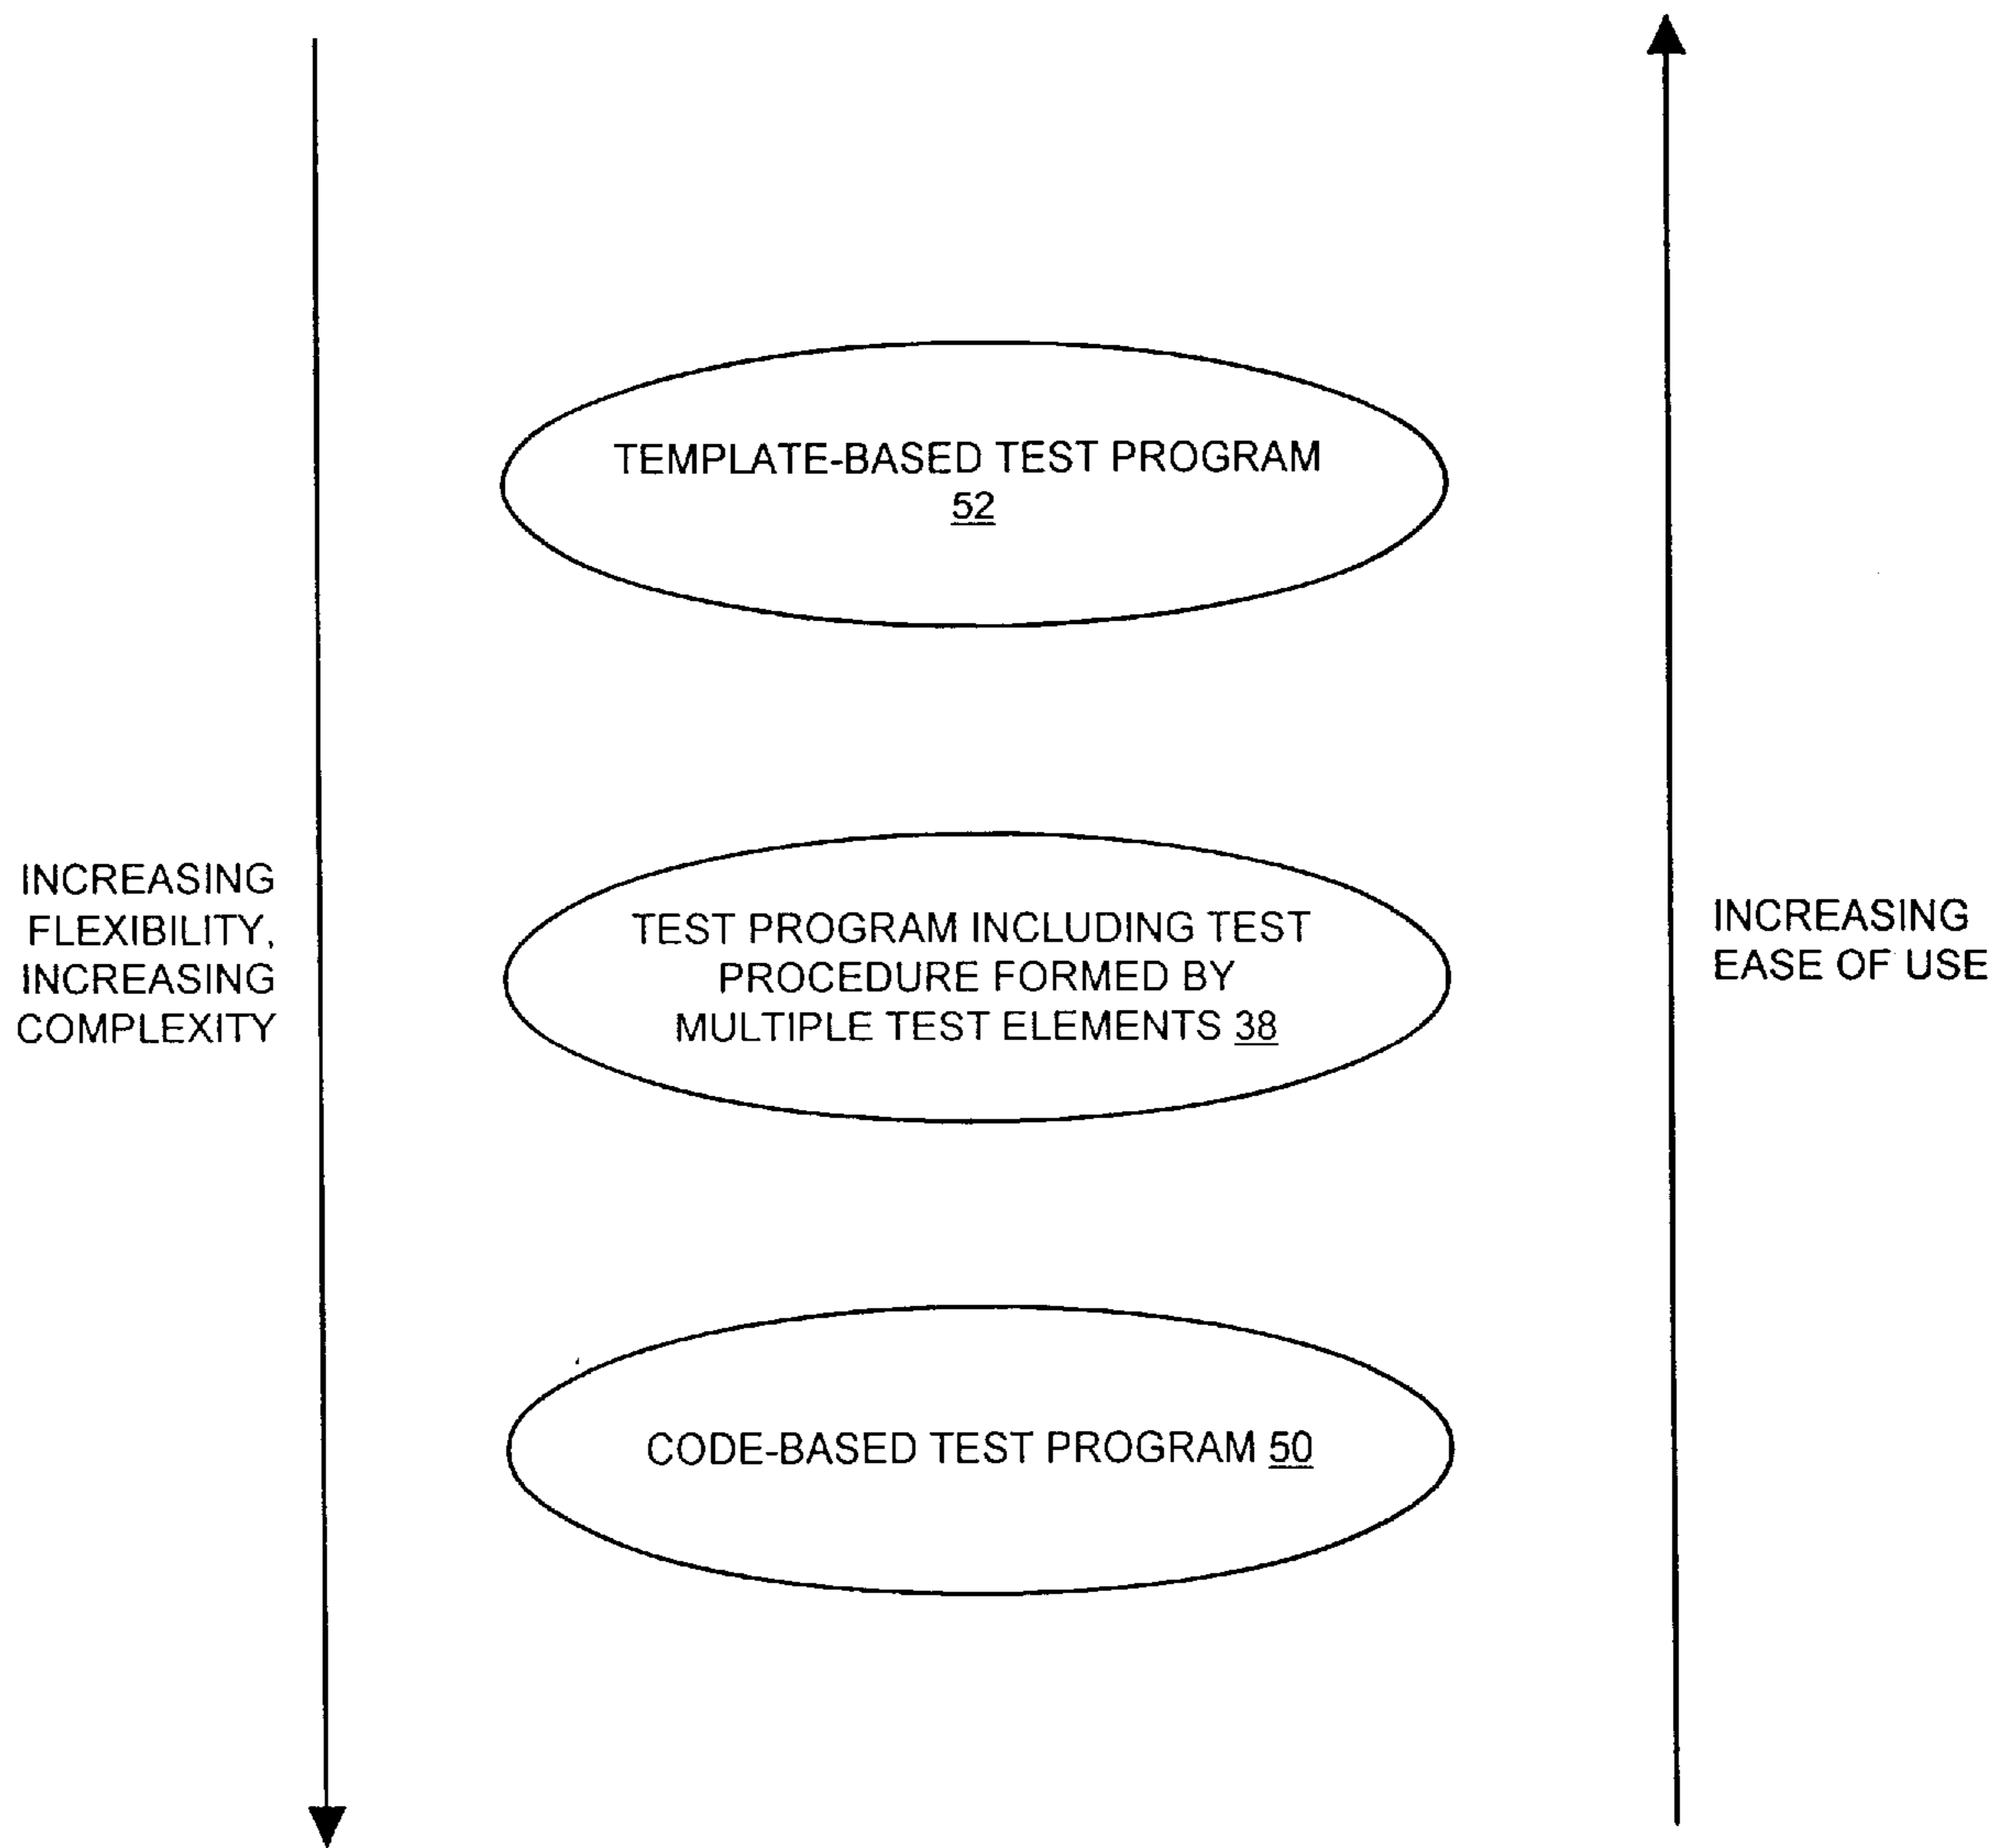 TEMPLATE-BASED TEST PROGRAM
52
INCREASING
FLEXIBILITY,
INCREASING
COMPLEXITY
TEST PROGRAM INCLUDING TEST
PROCEDURE FORMED BY
MULTIPLE TEST ELEMENTS 38
INCREASING
EASE OF USE
CODE-BASED TEST PROGRAM 50